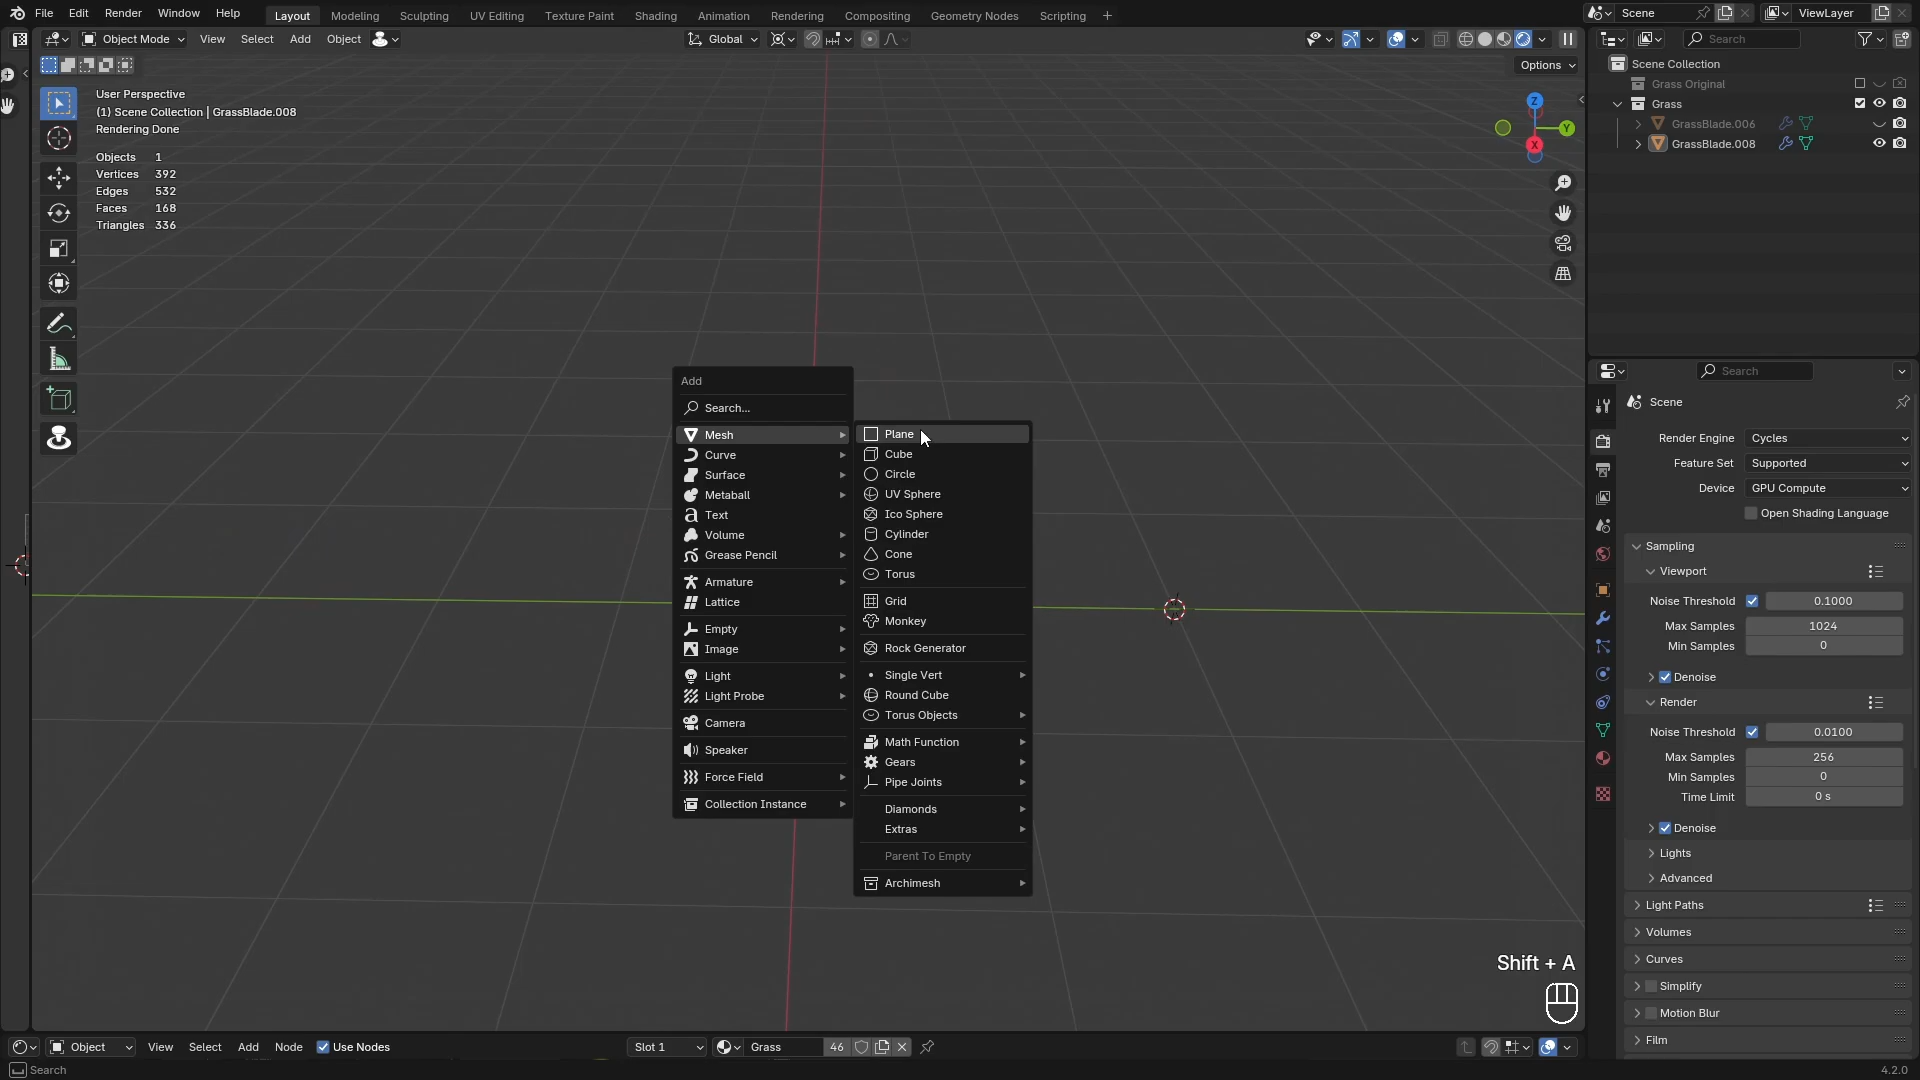 File Edit Render Window Help Layout Modeling Sculpting UV Editing Texture Paint Shading Animation Rendering Compositing Geometry Nodes Scripting + Scene ViewLayer
Object Mode View Select Add Object Global Search
Options
User Perspective
(1) Scene Collection | GrassBlade.008
Rendering Done
Objects 1
Vertices 392
Edges 532
Faces 168
Triangles 336
Z
Y
X
Scene Collection
Grass Original
Grass
GrassBlade.006
GrassBlade.008
Add
Search...
Mesh
Curve
Surface
Metaball
Text
Volume
Grease Pencil
Armature
Lattice
Empty
Image
Light
Light Probe
Camera
Speaker
Force Field
Collection Instance
Plane
Cube
Circle
UV Sphere
Ico Sphere
Cylinder
Cone
Torus
Grid
Monkey
Rock Generator
Single Vert
Round Cube
Torus Objects
Math Function
Gears
Pipe Joints
Diamonds
Extras
Parent To Empty
Archimesh
Search
Scene
Render Engine Cycles
Feature Set Supported
Device GPU Compute
Open Shading Language
Sampling
Viewport
Noise Threshold 0.1000
Max Samples 1024
Min Samples 0
Denoise
Render
Noise Threshold 0.0100
Max Samples 256
Min Samples 0
Time Limit 0 s
Denoise
Lights
Advanced
Light Paths
Volumes
Curves
Simplify
Motion Blur
Film
Shift + A
Object View Select Add Node Use Nodes Slot 1 Grass 46
Search 4.2.0